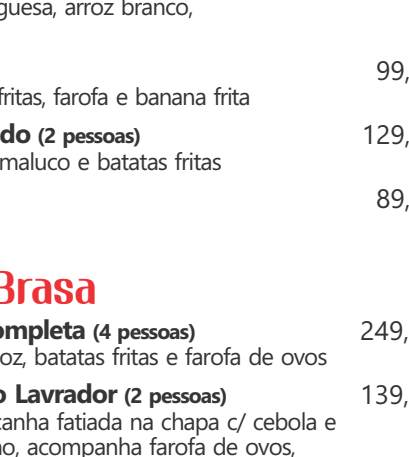 guesa, arroz branco,
99,
fritas, farofa e banana frita
do (2 pessoas) 129,
maluco e batatas fritas
89,
Brasa
ompleta (4 pessoas) 249,
oz, batatas fritas e farofa de ovos
o Lavrador (2 pessoas) 139,
canha fatiada na chapa c/ cebola e
no, acompanha farofa de ovos,